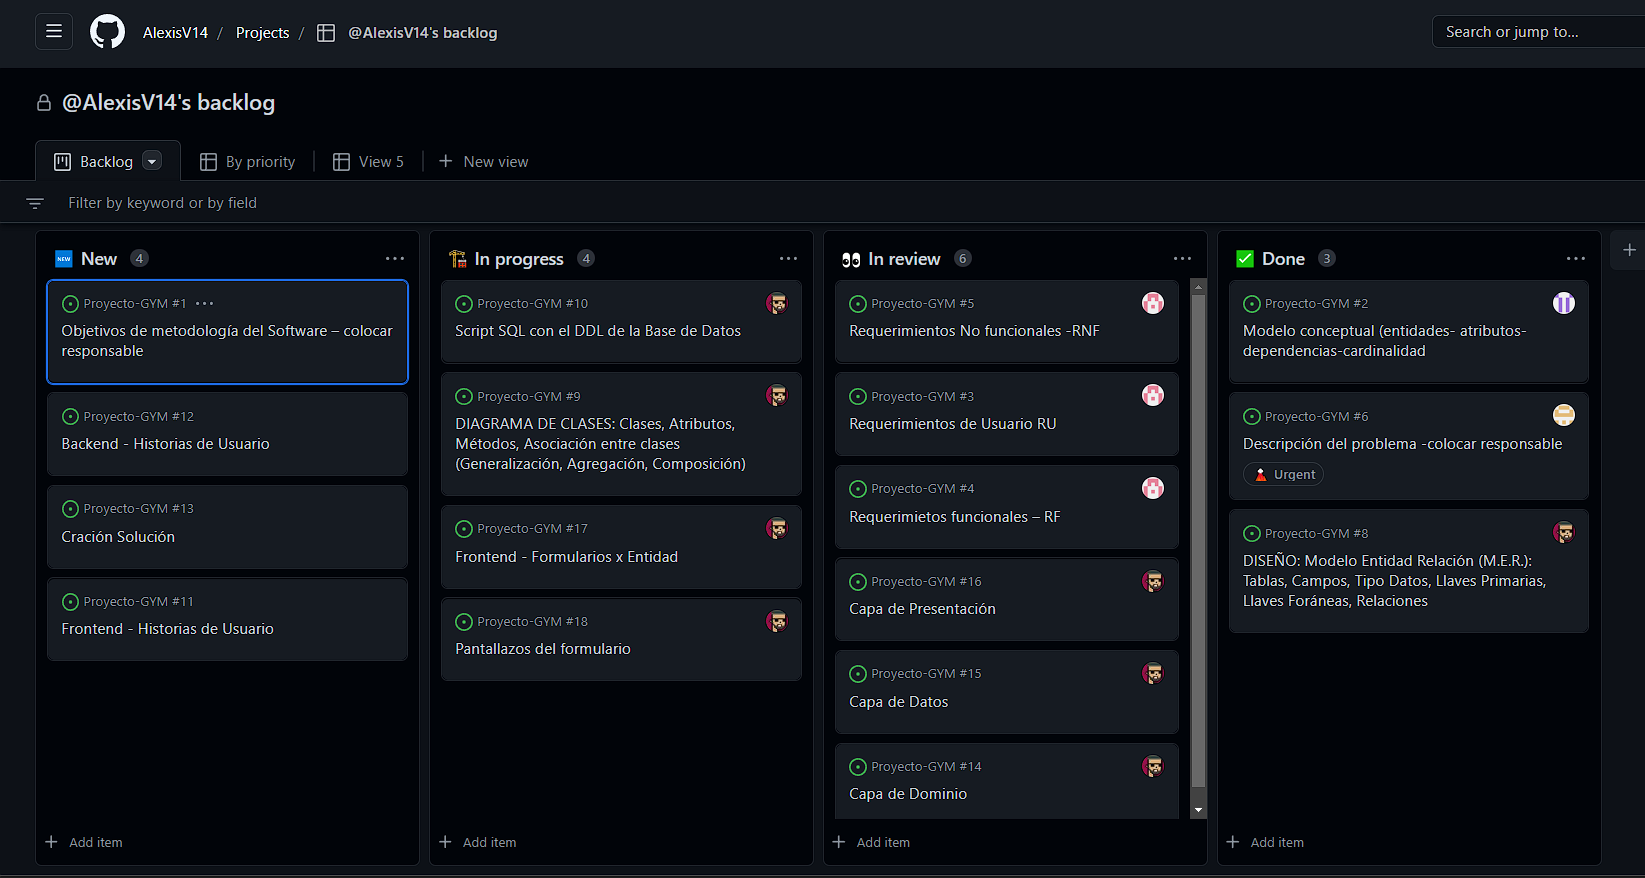 AlexisV14 / Projects / @AlexisV14's backlog
Search or jump to...
@AlexisV14's backlog
Backlog By priority View 5 New view
Filter by keyword or by field
NEW New 4
Proyecto-GYM #1
Objetivos de metodología del Software – colocar
responsable
Proyecto-GYM #12
Backend - Historias de Usuario
Proyecto-GYM #13
Cración Solución
Proyecto-GYM #11
Frontend - Historias de Usuario
Add item
In progress 4
Proyecto-GYM #10
Script SQL con el DDL de la Base de Datos
Proyecto-GYM #9
DIAGRAMA DE CLASES: Clases, Atributos,
Métodos, Asociación entre clases
(Generalización, Agregación, Composición)
Proyecto-GYM #17
Frontend - Formularios x Entidad
Proyecto-GYM #18
Pantallazos del formulario
Add item
In review 6
Proyecto-GYM #5
Requerimientos No funcionales -RNF
Proyecto-GYM #3
Requerimientos de Usuario RU
Proyecto-GYM #4
Requerimietos funcionales – RF
Proyecto-GYM #16
Capa de Presentación
Proyecto-GYM #15
Capa de Datos
Proyecto-GYM #14
Capa de Dominio
Add item
Done 3
Proyecto-GYM #2
Modelo conceptual (entidades- atributos-
dependencias-cardinalidad
Proyecto-GYM #6
Descripción del problema -colocar responsable
Urgent
Proyecto-GYM #8
DISEÑO: Modelo Entidad Relación (M.E.R.):
Tablas, Campos, Tipo Datos, Llaves Primarias,
Llaves Foráneas, Relaciones
Add item